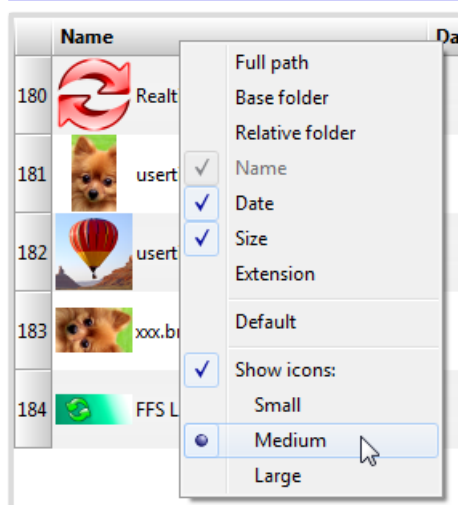 Name
Da
180
Realt
181
usert
182
usert
183
xxx.b
184
FFS L
Full path
Base folder
Relative folder
Name
Date
Size
Extension
Default
Show icons:
Small
Medium
Large